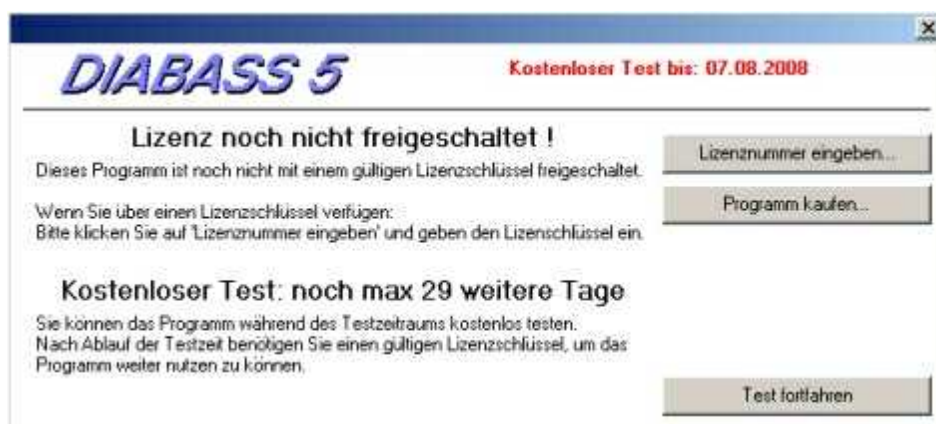 DIABASS 5
Kostenloser Test bis: 07.08.2008
Lizenz noch nicht freigeschaltet !
Dieses Programm ist noch nicht mit einem gültigen Lizenzschlüssel freigeschaltet.
Wenn Sie über einen Lizenzschlüssel verfügen:
Bitte klicken Sie auf 'Lizenznummer eingeben' und geben den Lizenschlüssel ein.
Lizenznummer eingeben...
Programm kaufen...
Kostenloser Test: noch max 29 weitere Tage
Sie können das Programm während des Testzeitraums kostenlos testen.
Nach Ablauf der Testzeit benötigen Sie einen gültigen Lizenzschlüssel, um das
Programm weiter nutzen zu können.
Test fortfahren